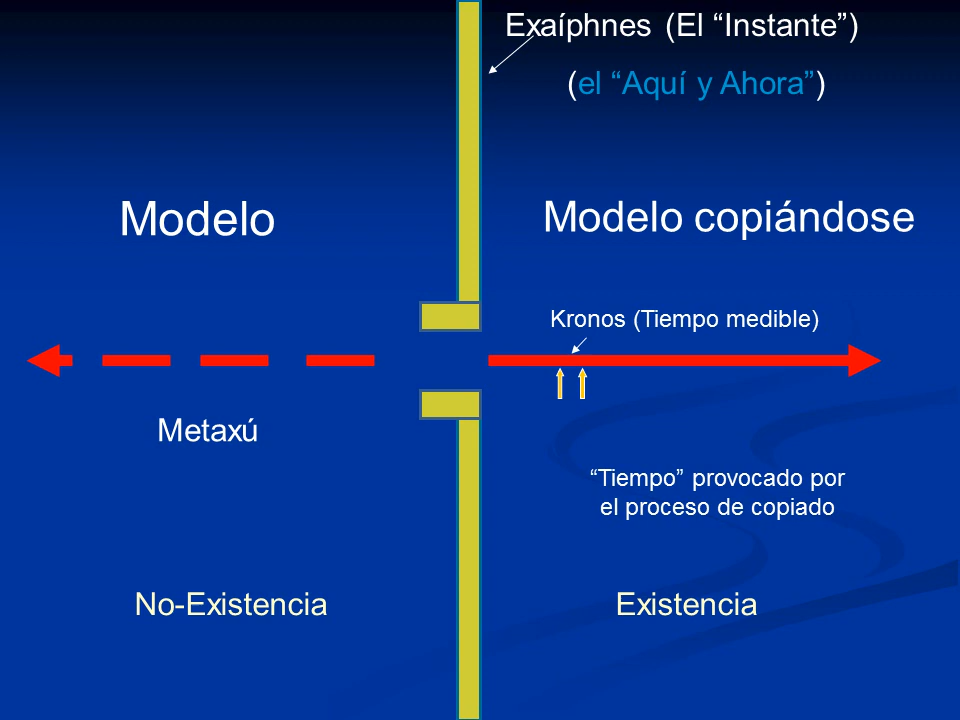 Exaíphnes (El “Instante”)
(el “Aquí y Ahora”)
Modelo
Modelo copiándose
Kronos (Tiempo medible)
Metaxú
“Tiempo” provocado por
el proceso de copiado
No-Existencia
Existencia